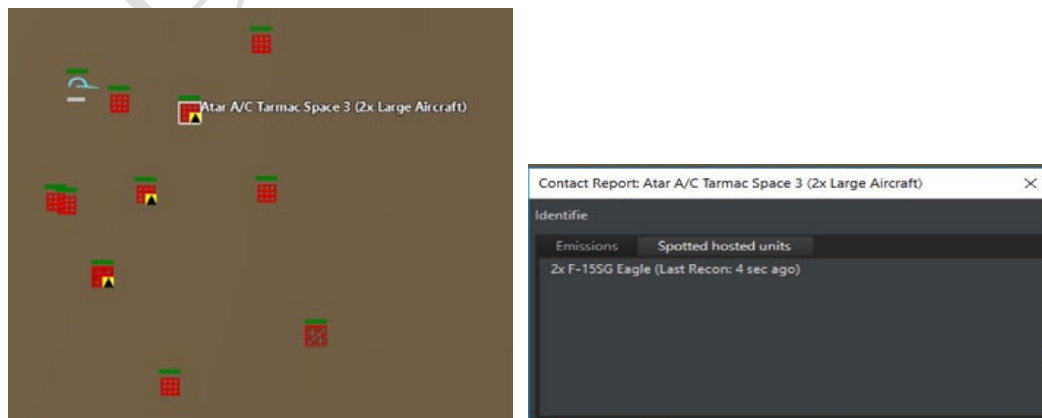 Atar A/C Tarmac Space 3 (2x Large Aircraft)
Contact Report: Atar A/C Tarmac Space 3 (2x Large Aircraft)
Identifie
Emissions Spotted hosted units
2x F-15SG Eagle (Last Recon: 4 sec ago)